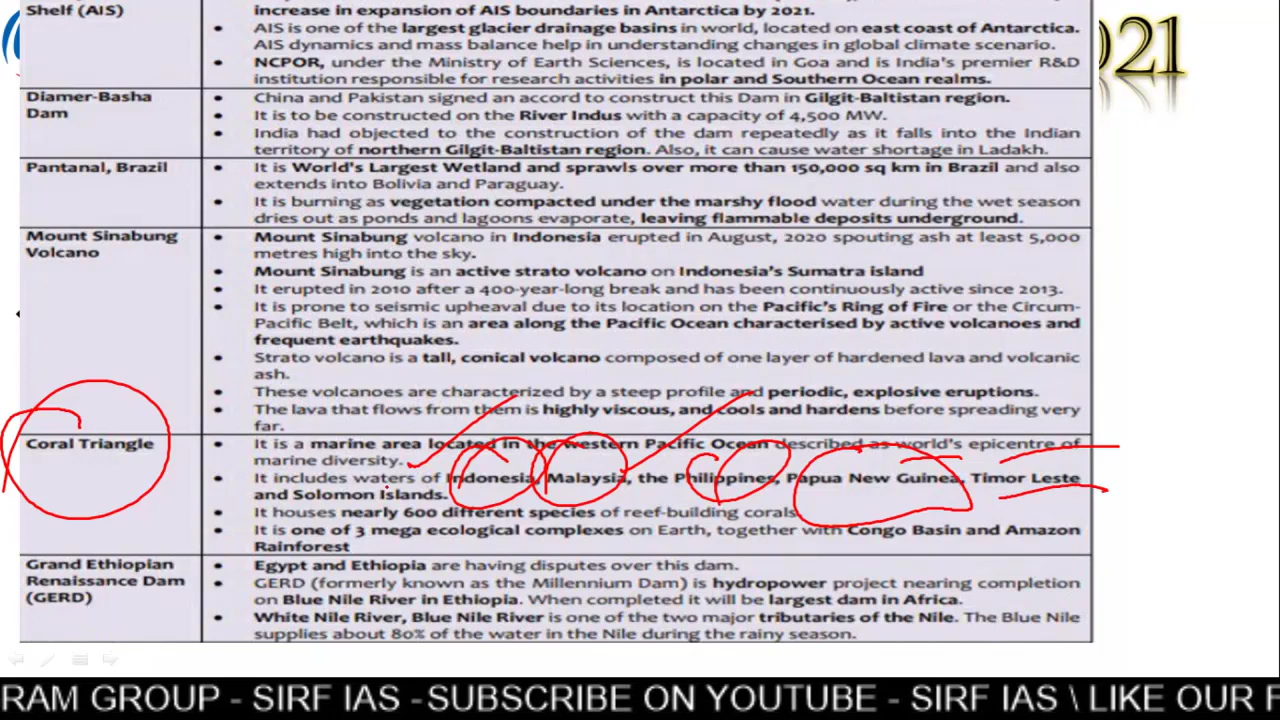 Shelf (AIS)
increase in expansion of AIS boundaries in Antarctica by 2021.
• AIS is one of the largest glacier drainage basins in world, located on east coast of Antarctica.
AIS dynamics and mass balance help in understanding changes in global climate scenario.
• NCPOR, under the Ministry of Earth Sciences, is located in Goa and is India's premier R&D
institution responsible for research activities in polar and Southern Ocean realms.
021
Diamer-Basha
Dam
• China and Pakistan signed an accord to construct this Dam in Gilgit-Baltistan region.
• It is to be constructed on the River Indus with a capacity of 4,500 MW.
• India had objected to the construction of the dam repeatedly as it falls into the Indian
territory of northern Gilgit-Baltistan region. Also, it can cause water shortage in Ladakh.
Pantanal, Brazil
• It is World's Largest Wetland and sprawls over more than 150,000 sq km in Brazil and also
extends into Bolivia and Paraguay.
• It is burning as vegetation compacted under the marshy flood water during the wet season
dries out as ponds and lagoons evaporate, leaving flammable deposits underground.
Mount Sinabung
Volcano
• Mount Sinabung volcano in Indonesia erupted in August, 2020 spouting ash at least 5,000
metres high into the sky.
• Mount Sinabung is an active strato volcano on Indonesia's Sumatra island
• It erupted in 2010 after a 400-year-long break and has been continuously active since 2013.
• It is prone to seismic upheaval due to its location on the Pacific's Ring of Fire or the Circum-
Pacific Belt, which is an area along the Pacific Ocean characterised by active volcanoes and
frequent earthquakes.
• Strato volcano is a tall, conical volcano composed of one layer of hardened lava and volcanic
ash.
• These volcanoes are characterized by a steep profile and periodic, explosive eruptions.
• The lava that flows from them is highly viscous, and cools and hardens before spreading very
far.
Coral Triangle
• It is a marine area located in the western Pacific Ocean described as world's epicentre of
marine diversity.
• It includes waters of Indonesia, Malaysia, the Philippines, Papua New Guinea, Timor Leste
and Solomon Islands.
• It houses nearly 600 different species of reef-building corals
• It is one of 3 mega ecological complexes on Earth, together with Congo Basin and Amazon
Rainforest
Grand Ethiopian
Renaissance Dam
(GERD)
• Egypt and Ethiopia are having disputes over this dam.
• GERD (formerly known as the Millennium Dam) is hydropower project nearing completion
on Blue Nile River in Ethiopia. When completed it will be largest dam in Africa.
• White Nile River, Blue Nile River is one of the two major tributaries of the Nile. The Blue Nile
supplies about 80% of the water in the Nile during the rainy season.
RAM GROUP - SIRF IAS -SUBSCRIBE ON YOUTUBE - SIRF IAS \ LIKE OUR F